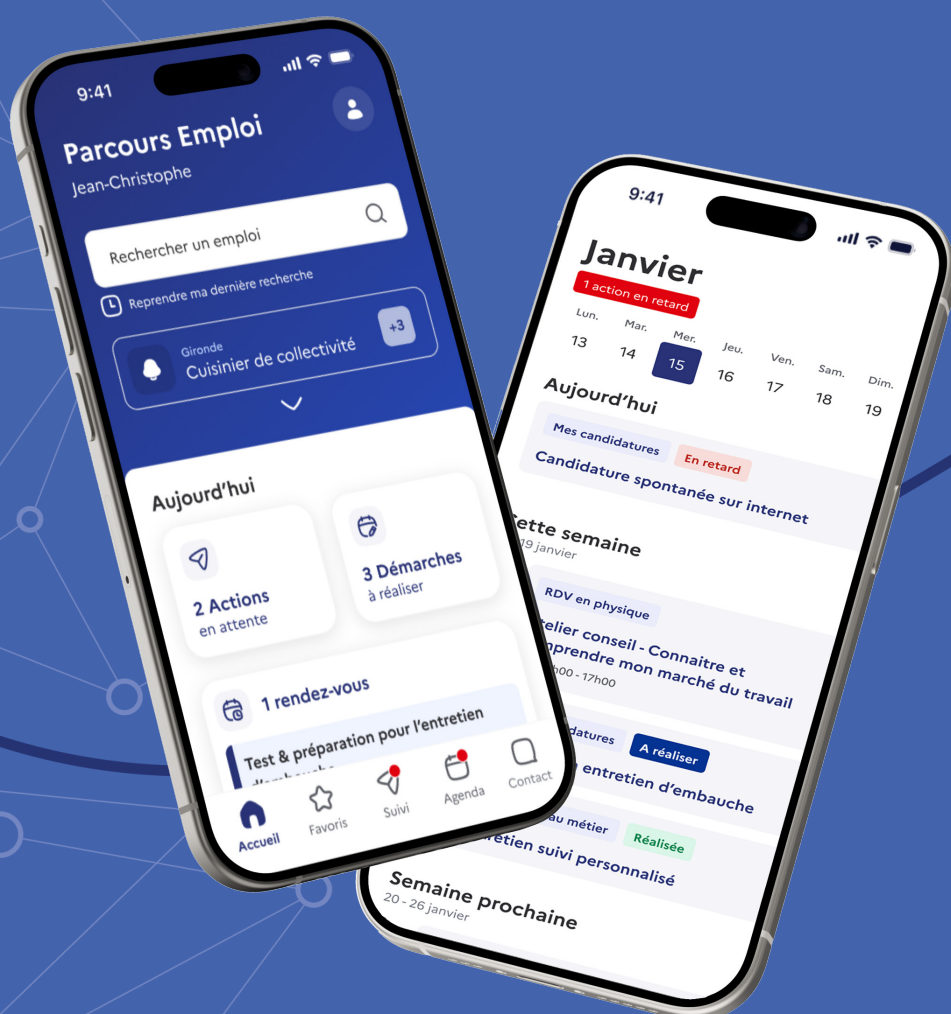 9:41
Parcours Emploi
Jean-Christophe
Rechercher un emploi
Reprendre ma dernière recherche
Gironde
Cuisinier de collectivité
+3
Aujourd'hui
2 Actions
en attente
3 Démarches
à réaliser
1 rendez-vous
Test & préparation pour l'entretien
Accueil
Favoris
Suivi
Agenda
Contact
9:41
Janvier
1 action en retard
Lun. Mar. Mer. Jeu. Ven. Sam. Dim.
13 14 15 16 17 18 19
Aujourd'hui
Mes candidatures
En retard
Candidature spontanée sur internet
semaine
19 janvier
RDV en physique
conseil - Connaitre et
mon marché du travail
17h00
A réaliser
entretien d'embauche
au métier
Réalisée
suivi personnalisé
Semaine prochaine
20 - 26 janvier